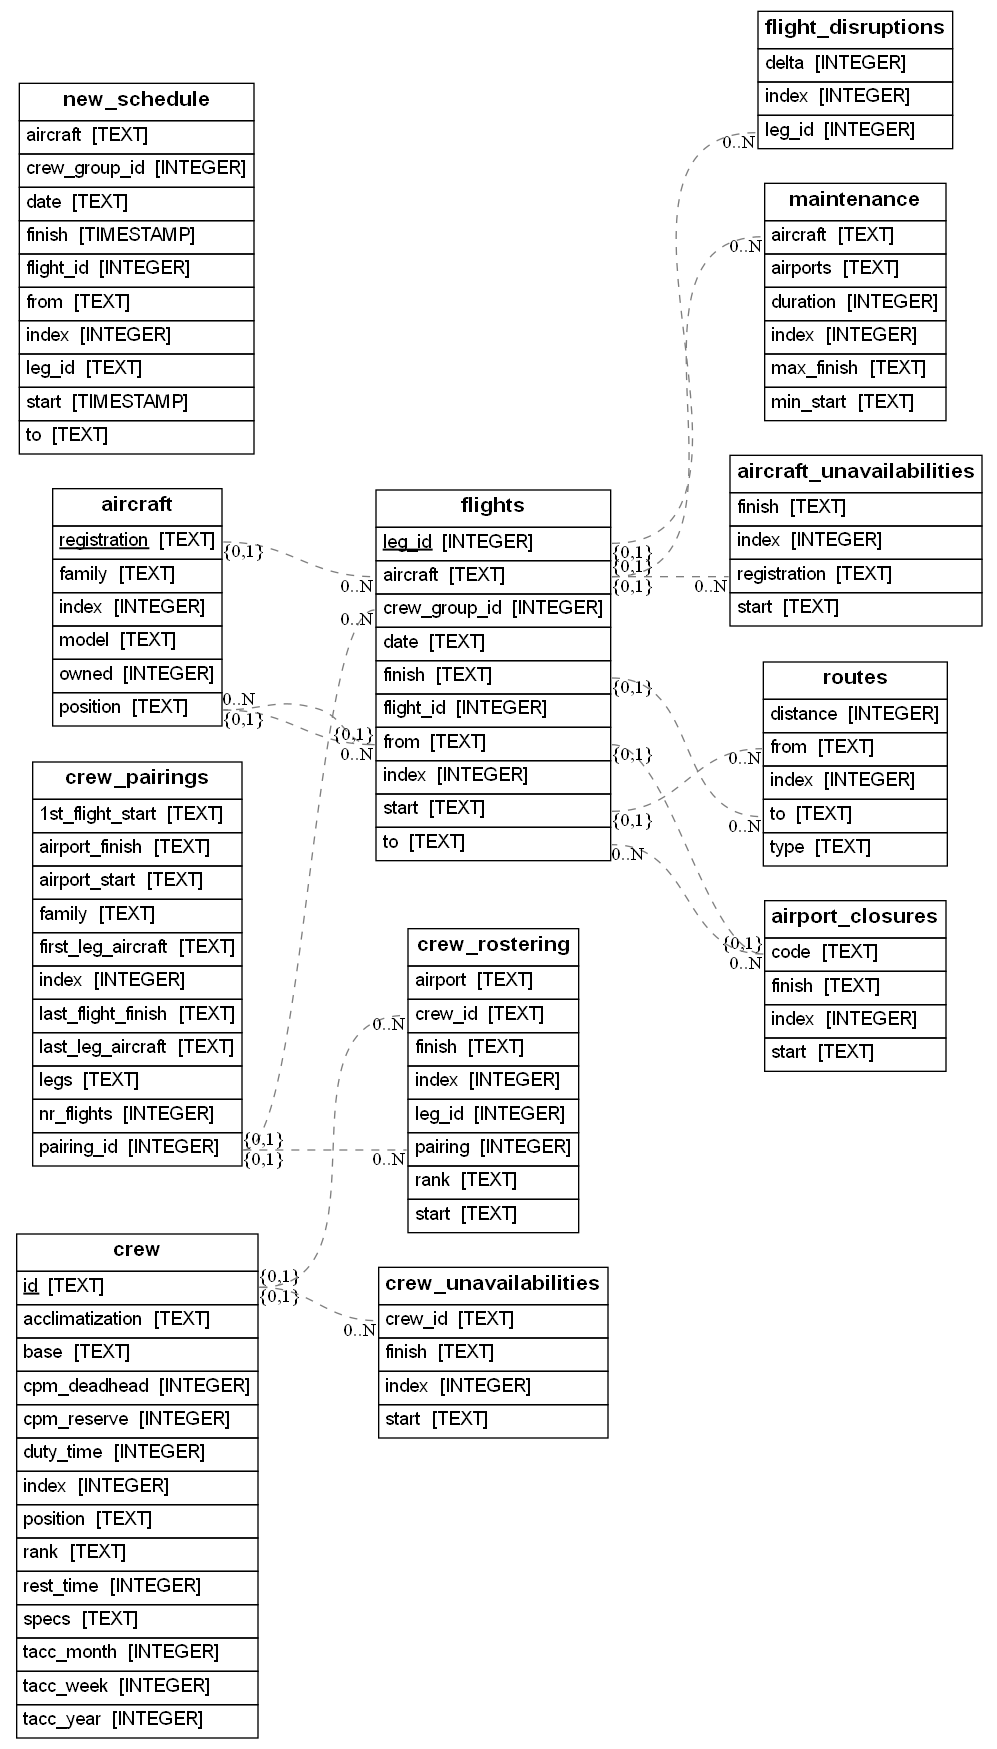 new_schedule
aircraft [TEXT]
crew_group_id [INTEGER]
date [TEXT]
finish [TIMESTAMP]
flight_id [INTEGER]
from [TEXT]
index [INTEGER]
leg_id [TEXT]
start [TIMESTAMP]
to [TEXT]
flight_disruptions
delta [INTEGER]
index [INTEGER]
leg_id [INTEGER]
0..N
maintenance
aircraft [TEXT]
0..N
airports [TEXT]
duration [INTEGER]
index [INTEGER]
max_finish [TEXT]
min_start [TEXT]
aircraft
registration [TEXT]
{0,1}
family [TEXT]
index [INTEGER]
model [TEXT]
owned [INTEGER]
position [TEXT]
0..N
{0,1}
flights
leg_id [INTEGER]
{0,1}
{0,1}
aircraft [TEXT]
{0,1}
0..N
crew_group_id [INTEGER]
0..N
date [TEXT]
finish [TEXT]
{0,1}
flight_id [INTEGER]
from [TEXT]
{0,1}
0..N
{0,1}
index [INTEGER]
start [TEXT]
{0,1}
to [TEXT]
0..N
aircraft_unavailabilities
finish [TEXT]
index [INTEGER]
registration [TEXT]
0..N
start [TEXT]
routes
distance [INTEGER]
from [TEXT]
0..N
index [INTEGER]
to [TEXT]
0..N
type [TEXT]
airport_closures
code [TEXT]
{0,1}
0..N
finish [TEXT]
index [INTEGER]
start [TEXT]
crew_pairings
1st_flight_start [TEXT]
airport_finish [TEXT]
airport_start [TEXT]
family [TEXT]
first_leg_aircraft [TEXT]
index [INTEGER]
last_flight_finish [TEXT]
last_leg_aircraft [TEXT]
legs [TEXT]
nr_flights [INTEGER]
pairing_id [INTEGER]
{0,1}
{0,1}
crew_rostering
airport [TEXT]
crew_id [TEXT]
0..N
finish [TEXT]
index [INTEGER]
leg_id [INTEGER]
pairing [INTEGER]
0..N
rank [TEXT]
start [TEXT]
crew
id [TEXT]
{0,1}
{0,1}
acclimatization [TEXT]
base [TEXT]
cpm_deadhead [INTEGER]
cpm_reserve [INTEGER]
duty_time [INTEGER]
index [INTEGER]
position [TEXT]
rank [TEXT]
rest_time [INTEGER]
specs [TEXT]
tacc_month [INTEGER]
tacc_week [INTEGER]
tacc_year [INTEGER]
crew_unavailabilities
crew_id [TEXT]
0..N
finish [TEXT]
index [INTEGER]
start [TEXT]